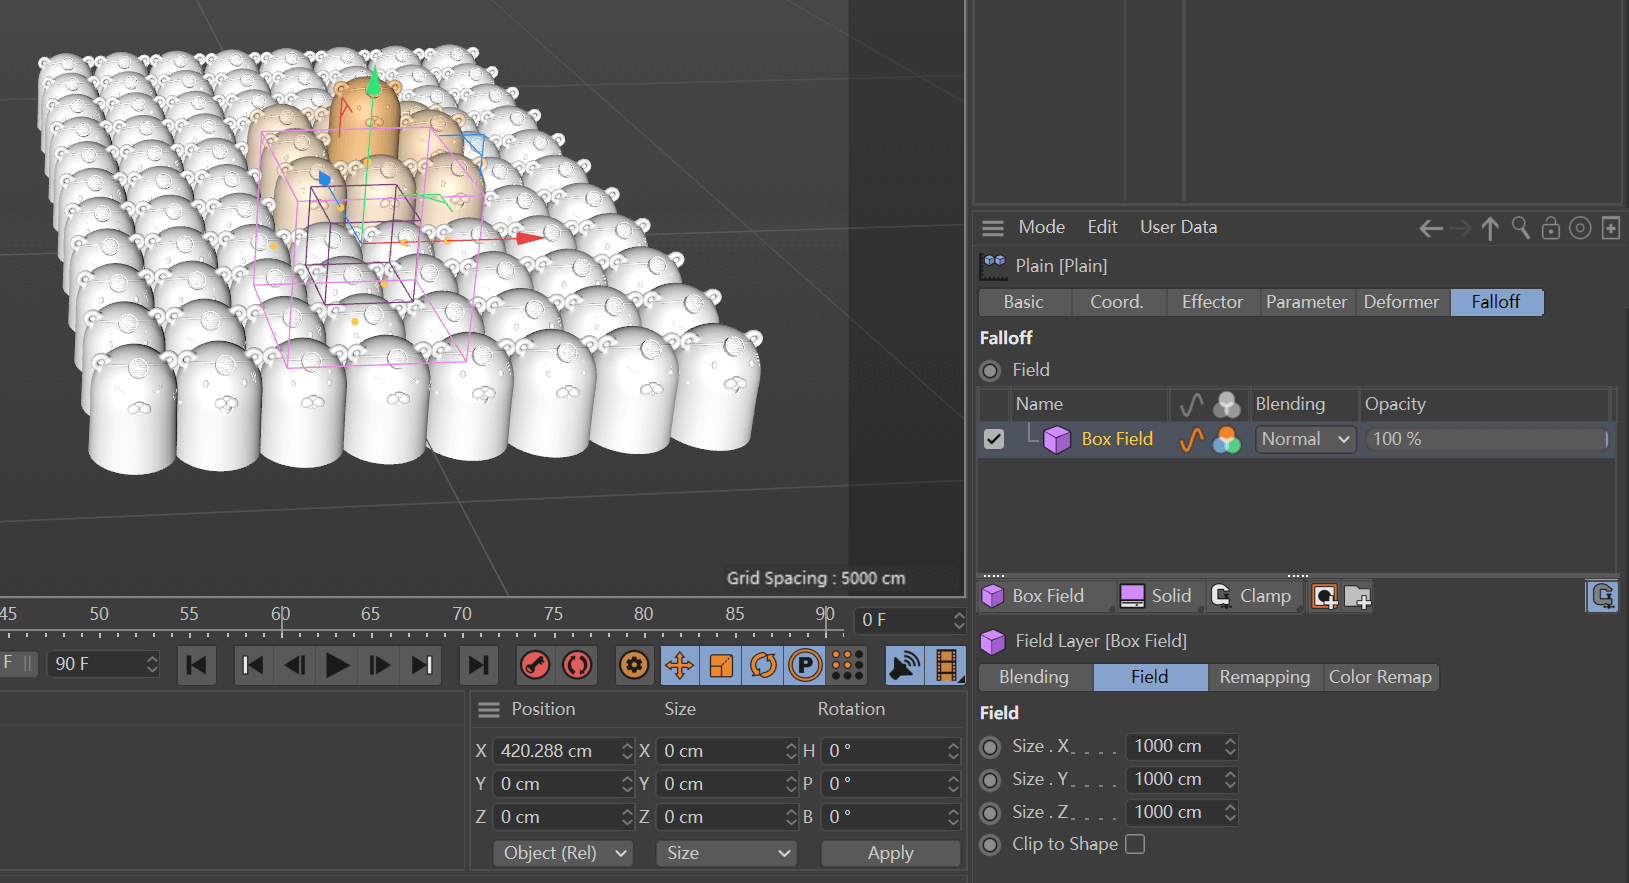 Mode Edit User Data
Plain [Plain]
Basic Coord. Effector Parameter Deformer Falloff
Falloff
Field
Name Blending Opacity
Box Field Normal 100 %
Grid Spacing : 5000 cm
Box Field Solid Clamp
45 50 55 60 65 70 75 80 85 90 0 F
F 90 F
P
Field Layer [Box Field]
Blending Field Remapping Color Remap
Field
Size . X 1000 cm
Size . Y 1000 cm
Size . Z 1000 cm
Clip to Shape
Position Size Rotation
X 420.288 cm X 0 cm H 0 °
Y 0 cm Y 0 cm P 0 °
Z 0 cm Z 0 cm B 0 °
Object (Rel) Size Apply